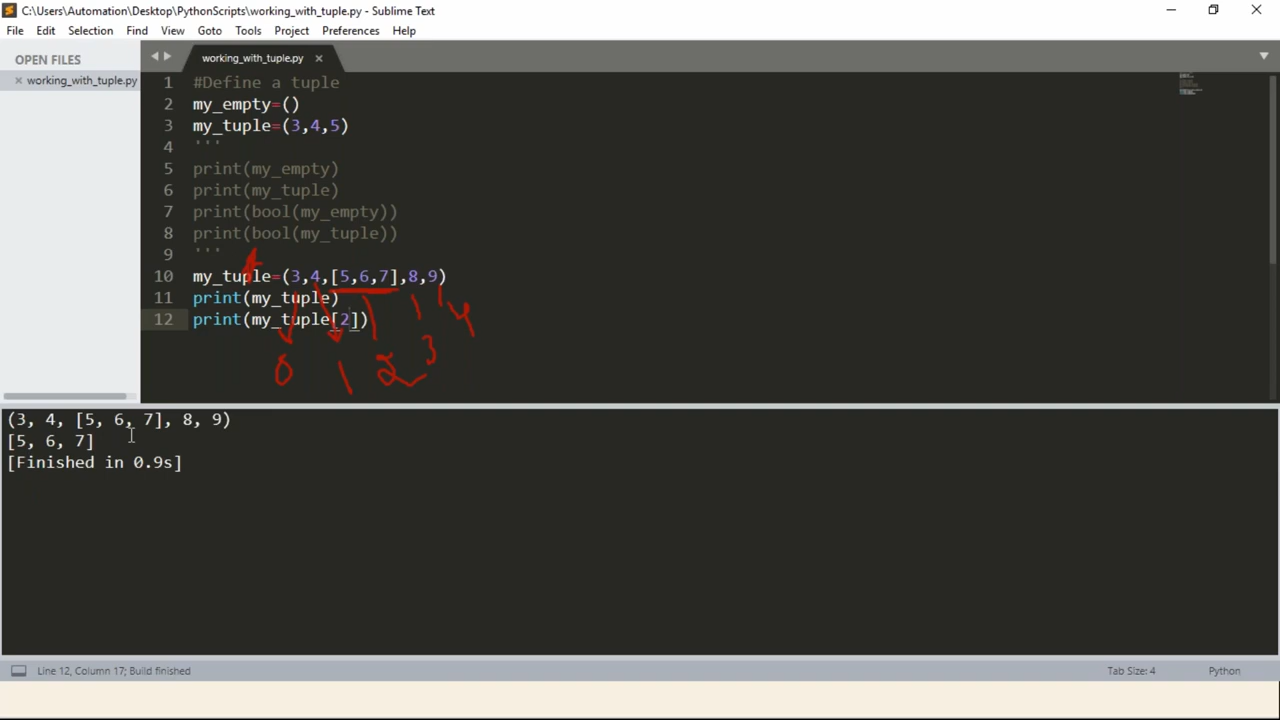 C:\Users\Automation\Desktop\PythonScripts\working_with_tuple.py - Sublime Text
File Edit Selection Find View Goto Tools Project Preferences Help
OPEN FILES
working_with_tuple.py
working_with_tuple.py
1 #Define a tuple
2 my_empty=()
3 my_tuple=(3,4,5)
4 '''
5 print(my_empty)
6 print(my_tuple)
7 print(bool(my_empty))
8 print(bool(my_tuple))
9 '''
10 my_tuple=(3,4,[5,6,7],8,9)
11 print(my_tuple)
12 print(my_tuple[2])
0 1 2 3 4
(3, 4, [5, 6, 7], 8, 9)
[5, 6, 7]
[Finished in 0.9s]
Line 12, Column 17; Build finished
Tab Size: 4
Python